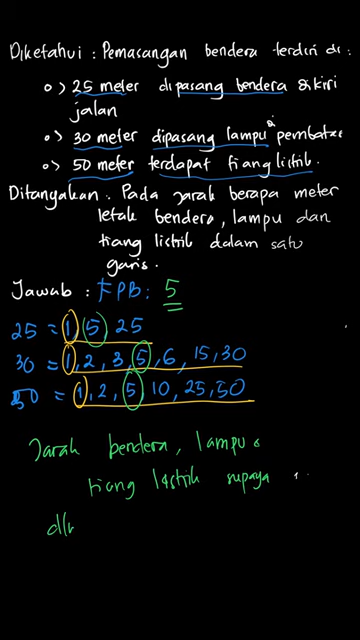 Diketahui : Pemasangan bendera terdiri dr :
o> 25 meter dipasang bendera dikiri
jalan
o> 30 meter dipasang lampu di pembatas
o> 50 meter terdapat tiang listrik.
Ditanyakan : Pada jarak berapa meter
letak bendera, lampu dan
tiang listrik dalam satu
garis.
Jawab : FPB : 5
25 = 1, 5, 25
30 = 1, 2, 3, 5, 6, 15, 30
50 = 1, 2, 5, 10, 25, 50
Jarak bendera, lampu &
tiang listrik supaya